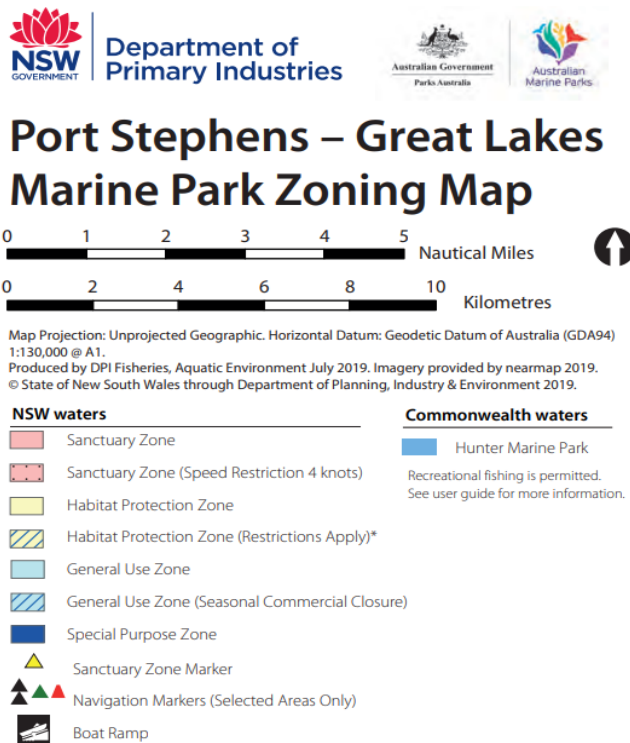 NSW
GOVERNMENT
Department of
Primary Industries
Australian Government
Parks Australia
Australian
Marine Parks
Port Stephens – Great Lakes
Marine Park Zoning Map
0 1 2 3 4 5
Nautical Miles
0 2 4 6 8 10
Kilometres
Map Projection: Unprojected Geographic. Horizontal Datum: Geodetic Datum of Australia (GDA94)
1:130,000 @ A1.
Produced by DPI Fisheries, Aquatic Environment July 2019. Imagery provided by nearmap 2019.
© State of New South Wales through Department of Planning, Industry & Environment 2019.
NSW waters
Sanctuary Zone
Sanctuary Zone (Speed Restriction 4 knots)
Habitat Protection Zone
Habitat Protection Zone (Restrictions Apply)*
General Use Zone
General Use Zone (Seasonal Commercial Closure)
Special Purpose Zone
Sanctuary Zone Marker
Navigation Markers (Selected Areas Only)
Boat Ramp
Commonwealth waters
Hunter Marine Park
Recreational fishing is permitted.
See user guide for more information.